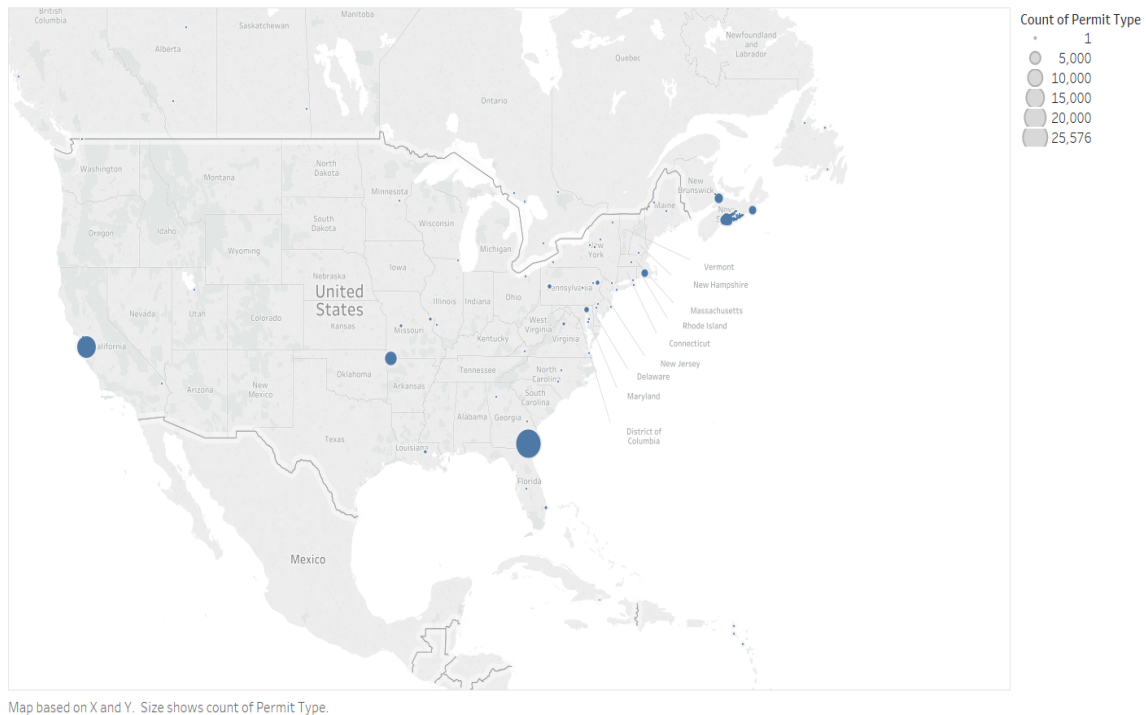 British
Columbia
Alberta
Saskatchewan
Manitoba
Ontario
Quebec
Newfoundland
and
Labrador
New
Brunswick
Maine
Washington
Montana
North
Dakota
Minnesota
Oregon
Idaho
Wyoming
South
Dakota
Wisconsin
Michigan
New
York
Nevada
Utah
Colorado
Nebraska
United
States
Kansas
Iowa
Illinois
Indiana
Ohio
ennsylvania
West
Virginia
Virginia
Missouri
Kentucky
alifornia
Arizona
New
Mexico
Oklahoma
Arkansas
Tennessee
North
Carolina
South
Carolina
Texas
Louisiana
Alabama
Georgia
Florida
Vermont
New Hampshire
Massachusetts
Rhode Island
Connecticut
New Jersey
Delaware
Maryland
District of
Columbia
Mexico
Count of Permit Type
1
5,000
10,000
15,000
20,000
25,576
Map based on X and Y. Size shows count of Permit Type.